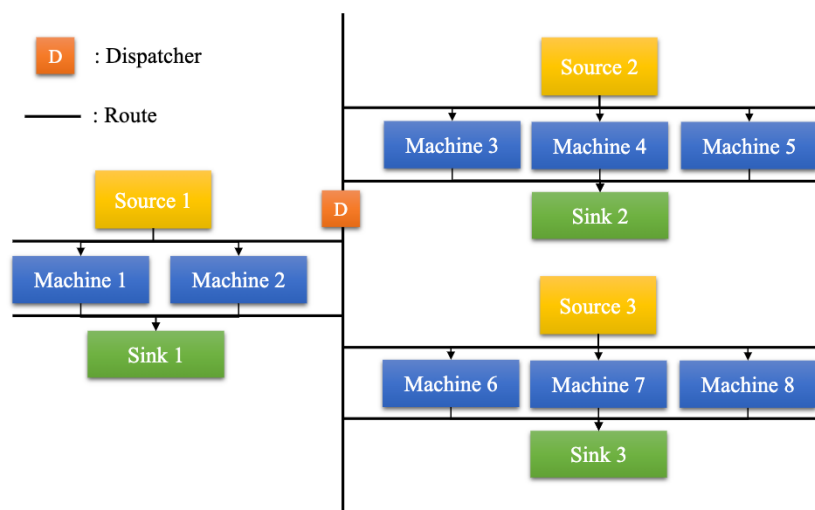 D : Dispatcher
: Route
Source 1
Machine 1 Machine 2
Sink 1
D
Source 2
Machine 3 Machine 4 Machine 5
Sink 2
Source 3
Machine 6 Machine 7 Machine 8
Sink 3